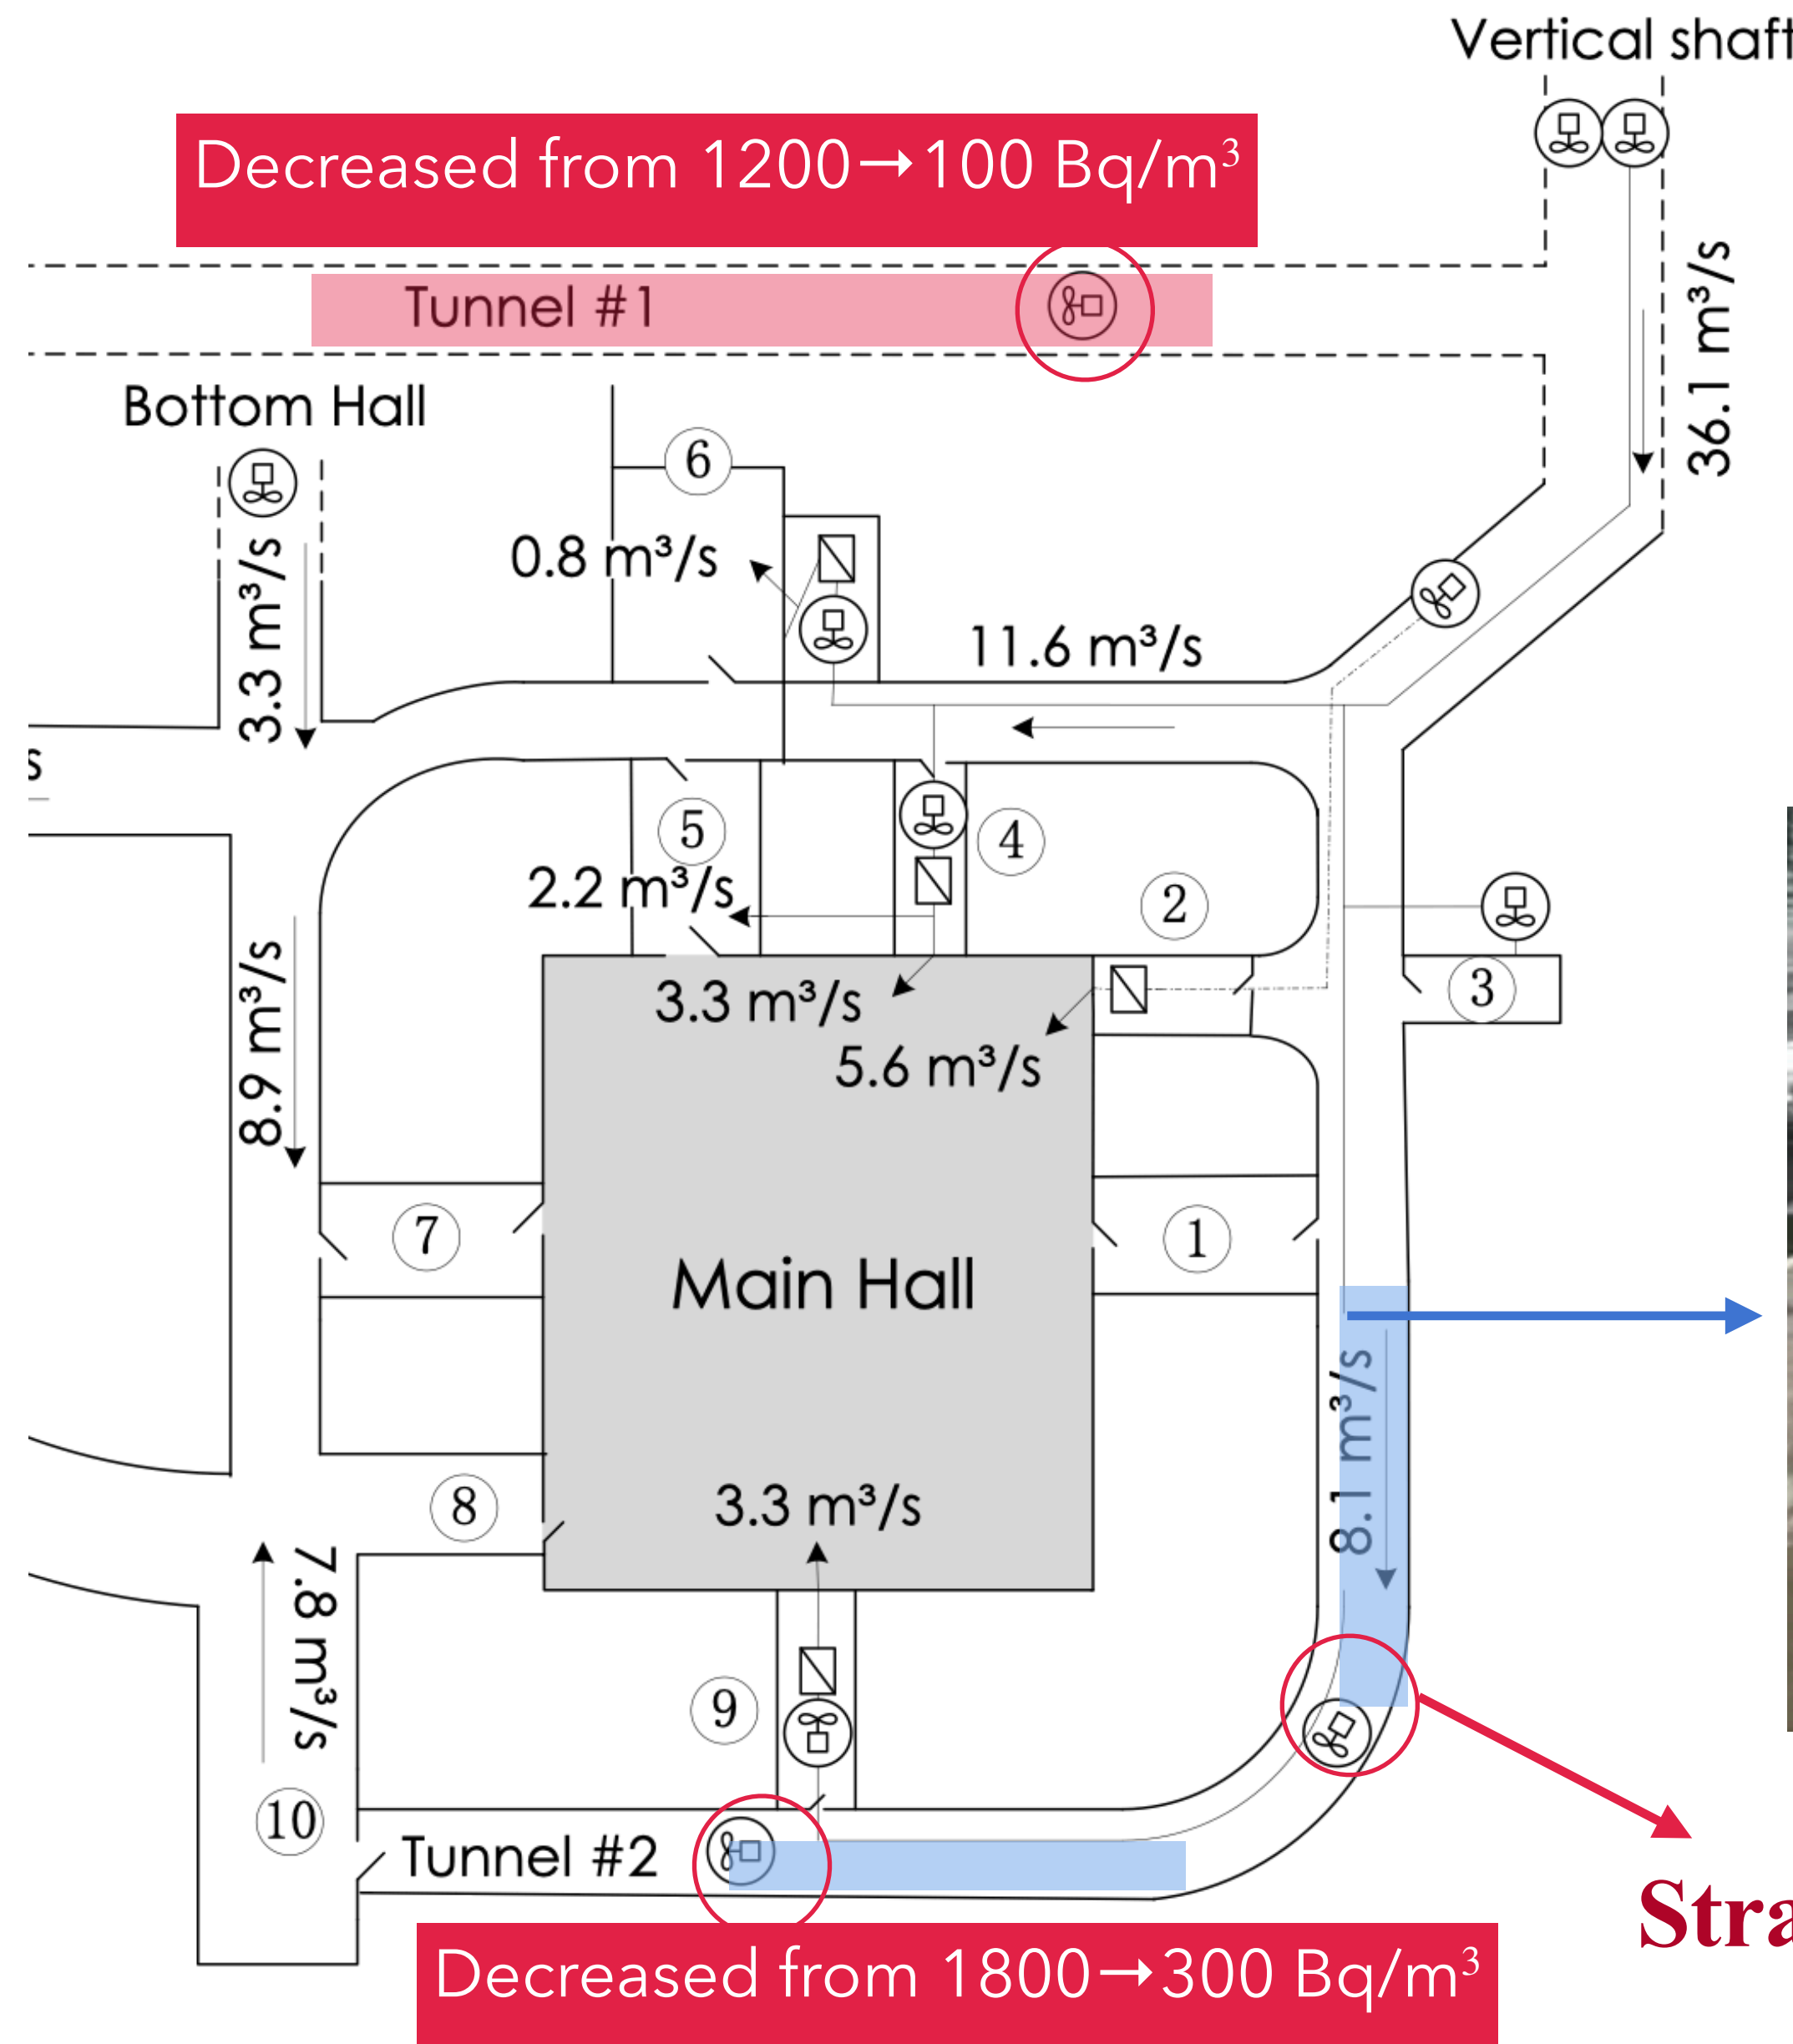 Vertical shaft
Decreased from 1200→100 Bq/m³
36.1 m³/s
Tunnel #1
Bottom Hall
6
3.3 m³/s
0.8 m³/s
11.6 m³/s
s
5
4
2.2 m³/s
2
3
3.3 m³/s
5.6 m³/s
8.9 m³/s
7
1
Main Hall
8.1 m³/s
8
3.3 m³/s
7.8 m³/s
9
10
Tunnel #2
Stra
Decreased from 1800→300 Bq/m³